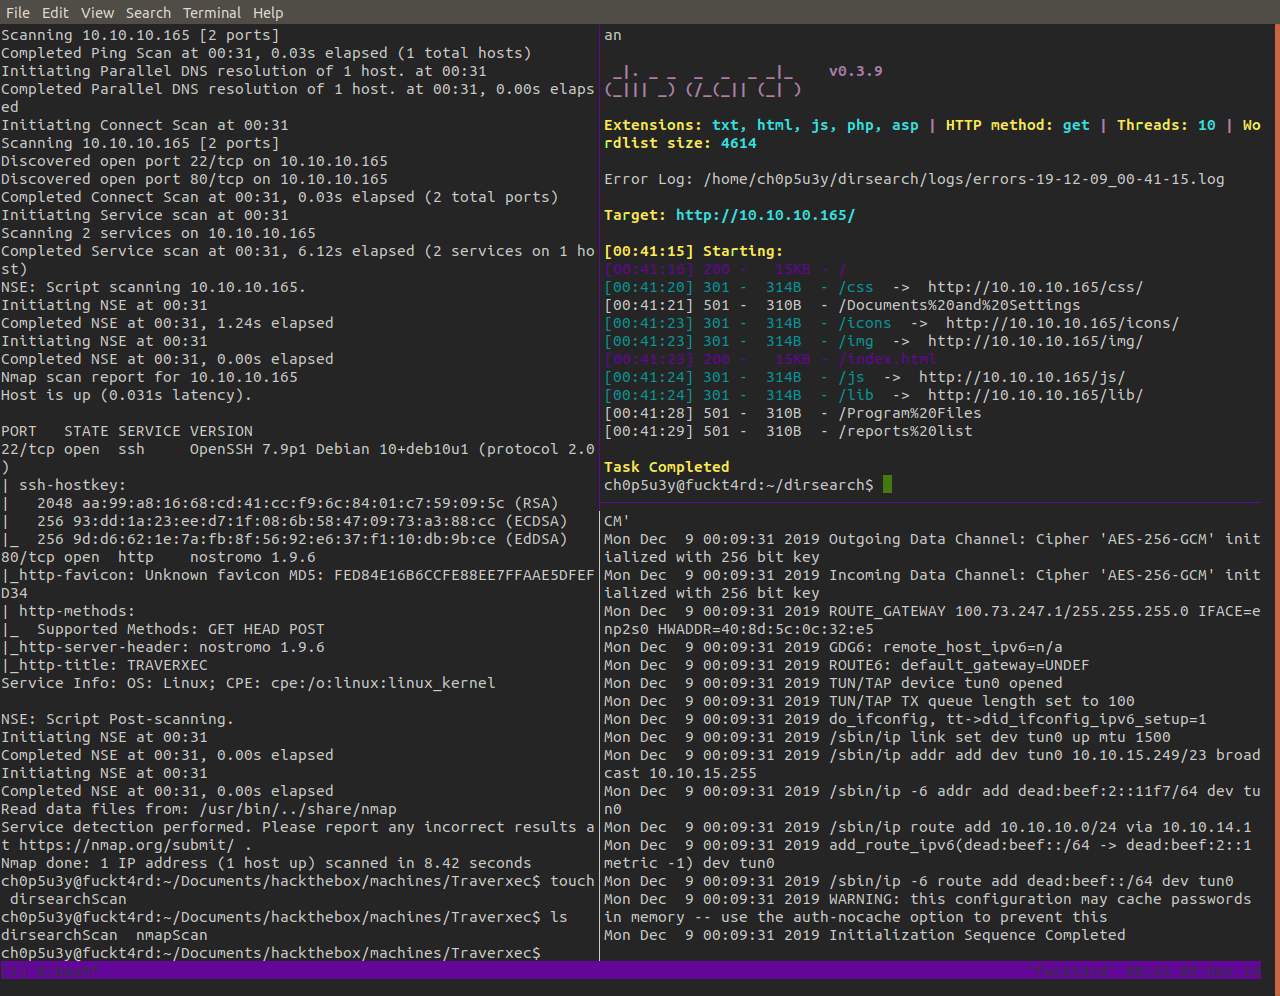 File Edit View Search Terminal Help
Scanning 10.10.10.165 [2 ports]
Completed Ping Scan at 00:31, 0.03s elapsed (1 total hosts)
Initiating Parallel DNS resolution of 1 host. at 00:31
Completed Parallel DNS resolution of 1 host. at 00:31, 0.00s elaps
ed
Initiating Connect Scan at 00:31
Scanning 10.10.10.165 [2 ports]
Discovered open port 22/tcp on 10.10.10.165
Discovered open port 80/tcp on 10.10.10.165
Completed Connect Scan at 00:31, 0.03s elapsed (2 total ports)
Initiating Service scan at 00:31
Scanning 2 services on 10.10.10.165
Completed Service scan at 00:31, 6.12s elapsed (2 services on 1 ho
st)
NSE: Script scanning 10.10.10.165.
Initiating NSE at 00:31
Completed NSE at 00:31, 1.24s elapsed
Initiating NSE at 00:31
Completed NSE at 00:31, 0.00s elapsed
Nmap scan report for 10.10.10.165
Host is up (0.031s latency).
PORT   STATE SERVICE VERSION
22/tcp open  ssh     OpenSSH 7.9p1 Debian 10+deb10u1 (protocol 2.0
)
| ssh-hostkey:
|   2048 aa:99:a8:16:68:cd:41:cc:f9:6c:84:01:c7:59:09:5c (RSA)
|   256 93:dd:1a:23:ee:d7:1f:08:6b:58:47:09:73:a3:88:cc (ECDSA)
|_  256 9d:d6:62:1e:7a:fb:8f:56:92:e6:37:f1:10:db:9b:ce (EdDSA)
80/tcp open  http    nostromo 1.9.6
|_http-favicon: Unknown favicon MD5: FED84E16B6CCFE88EE7FFAAE5DFEF
D34
| http-methods:
|_  Supported Methods: GET HEAD POST
|_http-server-header: nostromo 1.9.6
|_http-title: TRAVERXEC
Service Info: OS: Linux; CPE: cpe:/o:linux:linux_kernel
NSE: Script Post-scanning.
Initiating NSE at 00:31
Completed NSE at 00:31, 0.00s elapsed
Initiating NSE at 00:31
Completed NSE at 00:31, 0.00s elapsed
Read data files from: /usr/bin/../share/nmap
Service detection performed. Please report any incorrect results a
t https://nmap.org/submit/ .
Nmap done: 1 IP address (1 host up) scanned in 8.42 seconds
ch0p5u3y@fuckt4rd:~/Documents/hackthebox/machines/Traverxec$ touch
 dirsearchScan
ch0p5u3y@fuckt4rd:~/Documents/hackthebox/machines/Traverxec$ ls
dirsearchScan  nmapScan
ch0p5u3y@fuckt4rd:~/Documents/hackthebox/machines/Traverxec$
an
 _|. _ _  _  _  _ _|_    v0.3.9
(_||| _) (/_(_|| (_| )
Extensions: txt, html, js, php, asp | HTTP method: get | Threads: 10 | Wo
rdlist size: 4614
Error Log: /home/ch0p5u3y/dirsearch/logs/errors-19-12-09_00-41-15.log
Target: http://10.10.10.165/
[00:41:15] Starting:
[00:41:16] 200 -   15KB - /
[00:41:20] 301 -  314B  - /css  ->  http://10.10.10.165/css/
[00:41:21] 501 -  310B  - /Documents%20and%20Settings
[00:41:23] 301 -  314B  - /icons  ->  http://10.10.10.165/icons/
[00:41:23] 301 -  314B  - /img  ->  http://10.10.10.165/img/
[00:41:23] 200 -   15KB - /index.html
[00:41:24] 301 -  314B  - /js  ->  http://10.10.10.165/js/
[00:41:24] 301 -  314B  - /lib  ->  http://10.10.10.165/lib/
[00:41:28] 501 -  310B  - /Program%20Files
[00:41:29] 501 -  310B  - /reports%20list
Task Completed
ch0p5u3y@fuckt4rd:~/dirsearch$
CM'
Mon Dec  9 00:09:31 2019 Outgoing Data Channel: Cipher 'AES-256-GCM' init
ialized with 256 bit key
Mon Dec  9 00:09:31 2019 Incoming Data Channel: Cipher 'AES-256-GCM' init
ialized with 256 bit key
Mon Dec  9 00:09:31 2019 ROUTE_GATEWAY 100.73.247.1/255.255.255.0 IFACE=e
np2s0 HWADDR=40:8d:5c:0c:32:e5
Mon Dec  9 00:09:31 2019 GDG6: remote_host_ipv6=n/a
Mon Dec  9 00:09:31 2019 ROUTE6: default_gateway=UNDEF
Mon Dec  9 00:09:31 2019 TUN/TAP device tun0 opened
Mon Dec  9 00:09:31 2019 TUN/TAP TX queue length set to 100
Mon Dec  9 00:09:31 2019 do_ifconfig, tt->did_ifconfig_ipv6_setup=1
Mon Dec  9 00:09:31 2019 /sbin/ip link set dev tun0 up mtu 1500
Mon Dec  9 00:09:31 2019 /sbin/ip addr add dev tun0 10.10.15.249/23 broad
cast 10.10.15.255
Mon Dec  9 00:09:31 2019 /sbin/ip -6 addr add dead:beef:2::11f7/64 dev tu
n0
Mon Dec  9 00:09:31 2019 /sbin/ip route add 10.10.10.0/24 via 10.10.14.1
Mon Dec  9 00:09:31 2019 add_route_ipv6(dead:beef::/64 -> dead:beef:2::1
metric -1) dev tun0
Mon Dec  9 00:09:31 2019 /sbin/ip -6 route add dead:beef::/64 dev tun0
Mon Dec  9 00:09:31 2019 WARNING: this configuration may cache passwords
in memory -- use the auth-nocache option to prevent this
Mon Dec  9 00:09:31 2019 Initialization Sequence Completed